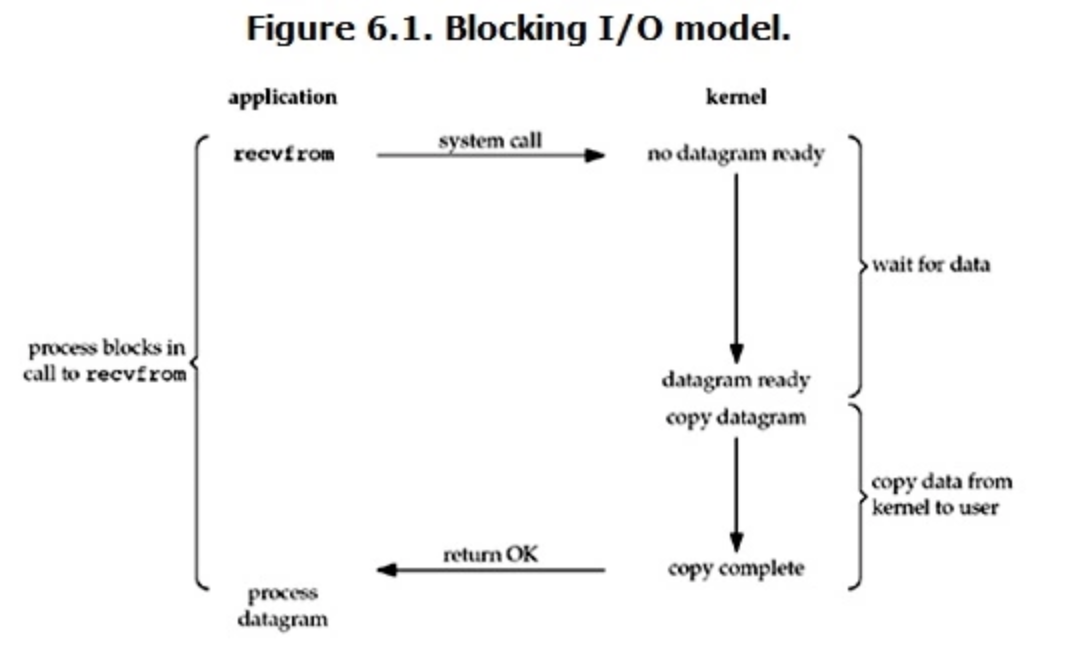 Figure 6.1. Blocking I/O model.
application
kernel
recvfrom
system call
no datagram ready
wait for data
process blocks in
call to recvfrom
datagram ready
copy datagram
copy data from
kernel to user
return OK
copy complete
process
datagram